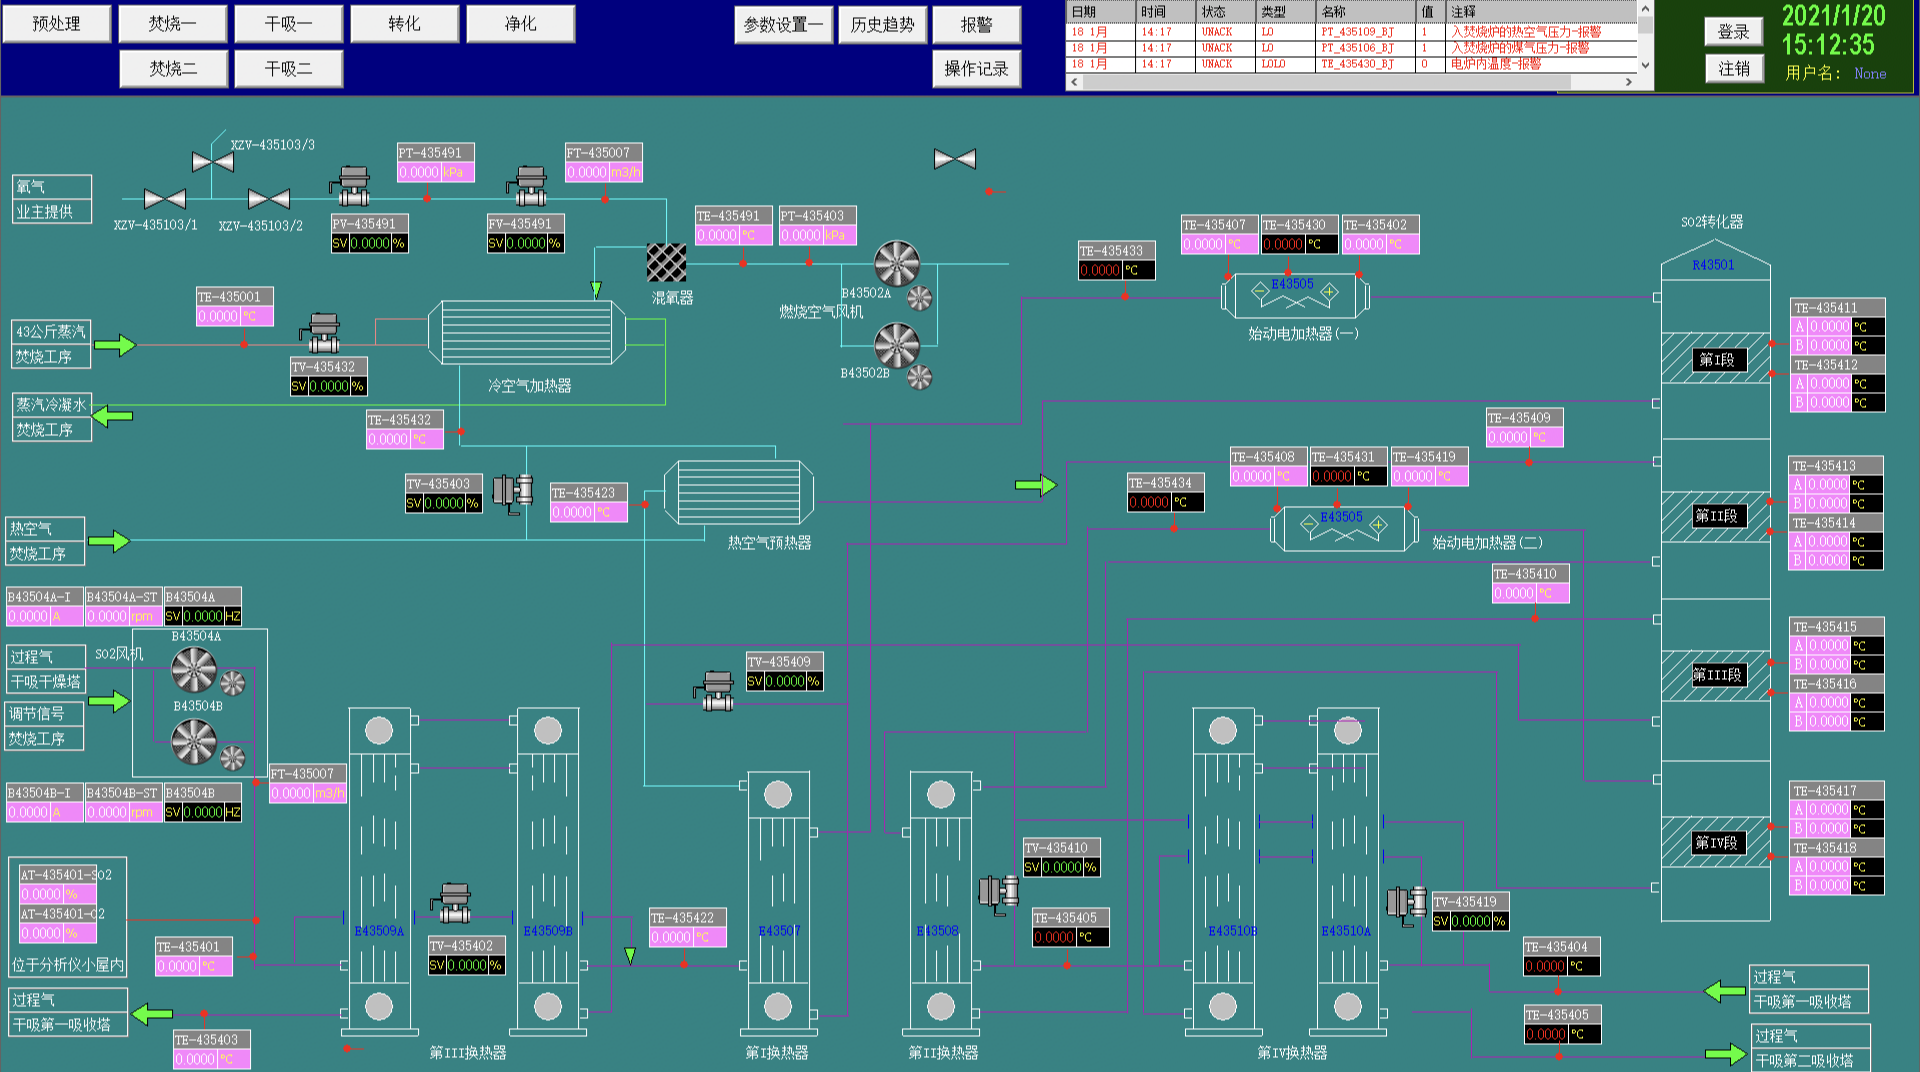 预处理
焚烧一
干吸一
转化
净化
参数设置一
历史趋势
报警
焚烧二
干吸二
操作记录
日期 时间 状态 类型 名称 值 注释
18 1月 14:17 UNACK LO PT_435109_BJ 1 入焚烧炉的热空气压力-报警
18 1月 14:17 UNACK LO PT_435106_BJ 1 入焚烧炉的煤气压力-报警
18 1月 14:17 UNACK LOLO TE_435430_BJ 0 电炉内温度-报警
登录
注销
2021/1/20
15:12:35
用户名: None
XZV-435103/3
氧气
业主提供
XZV-435103/1
XZV-435103/2
PV-435491
SV 0.0000 %
PT-435491
0.0000 kPa
FV-435491
SV 0.0000 %
FT-435007
0.0000 m3/h
TE-435491
0.0000 ℃
PT-435403
0.0000 kPa
混氧器
B43502A
燃烧空气风机
B43502B
TE-435433
0.0000 ℃
TE-435407
0.0000 ℃
TE-435430
0.0000 ℃
TE-435402
0.0000 ℃
E43505
始动电加热器(一)
SO2转化器
R43501
TE-435001
0.0000 ℃
43公斤蒸汽
焚烧工序
TV-435432
SV 0.0000 %
冷空气加热器
蒸汽冷凝水
焚烧工序
TE-435432
0.0000 ℃
TV-435403
SV 0.0000 %
TE-435423
0.0000 ℃
热空气预热器
热空气
焚烧工序
TE-435409
0.0000 ℃
TE-435434
0.0000 ℃
TE-435408
0.0000 ℃
TE-435431
0.0000 ℃
TE-435419
0.0000 ℃
E43505
始动电加热器(二)
TE-435410
0.0000 ℃
第I段
TE-435411
A 0.0000 ℃
B 0.0000 ℃
TE-435412
A 0.0000 ℃
B 0.0000 ℃
第II段
TE-435413
A 0.0000 ℃
B 0.0000 ℃
TE-435414
A 0.0000 ℃
B 0.0000 ℃
第III段
TE-435415
A 0.0000 ℃
B 0.0000 ℃
TE-435416
A 0.0000 ℃
B 0.0000 ℃
第IV段
TE-435417
A 0.0000 ℃
B 0.0000 ℃
TE-435418
A 0.0000 ℃
B 0.0000 ℃
B43504A-I
0.0000 A
B43504A-ST
0.0000 rpm
B43504A
SV 0.0000 HZ
B43504A
SO2风机
过程气
干吸干燥塔
B43504B
调节信号
焚烧工序
B43504B-I
0.0000 A
B43504B-ST
0.0000 rpm
B43504B
SV 0.0000 HZ
FT-435007
0.0000 m3/h
AT-435401-SO2
0.0000 %
AT-435401-O2
0.0000 %
位于分析仪小屋内
TE-435401
0.0000 ℃
过程气
干吸第一吸收塔
TE-435403
0.0000 ℃
E43509A
TV-435402
SV 0.0000 %
E43509B
第III换热器
TV-435409
SV 0.0000 %
TE-435422
0.0000 ℃
E43507
第I换热器
E43508
第II换热器
TV-435410
SV 0.0000 %
TE-435405
0.0000 ℃
E43510B
E43510A
第IV换热器
TV-435419
SV 0.0000 %
TE-435404
0.0000 ℃
TE-435405
0.0000 ℃
过程气
干吸第一吸收塔
过程气
干吸第二吸收塔